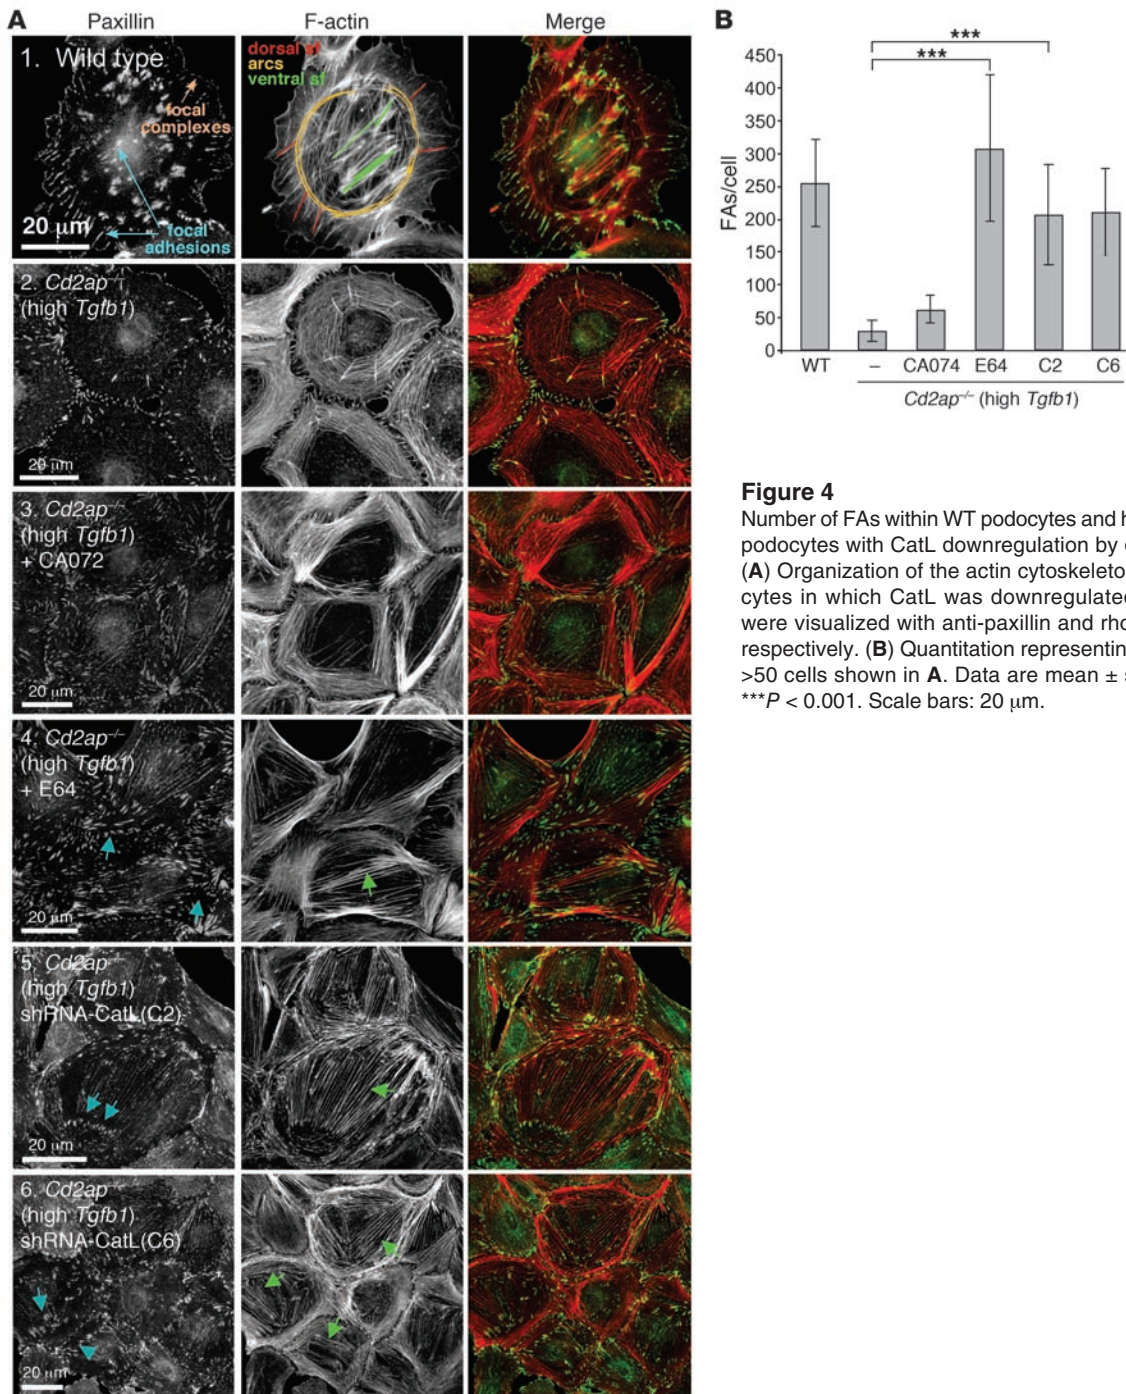 A
Paxillin
F-actin
Merge
1. Wild type
focal
complexes
focal
adhesions
20 μm
dorsal sf
arcs
ventral sf
2. Cd2ap–/–
(high Tgfb1)
20 μm
3. Cd2ap–/–
(high Tgfb1)
+ CA072
20 μm
4. Cd2ap–/–
(high Tgfb1)
+ E64
20 μm
5. Cd2ap–/–
(high Tgfb1)
shRNA-CatL(C2)
20 μm
6. Cd2ap–/–
(high Tgfb1)
shRNA-CatL(C6)
20 μm
B
***
***
FAs/cell
450
400
350
300
250
200
150
100
50
0
WT
–
CA074
E64
C2
C6
Cd2ap–/– (high Tgfb1)
Figure 4
Number of FAs within WT podocytes and
podocytes with CatL downregulation by
(A) Organization of the actin
cytes in which CatL was downregulated
were visualized with anti-paxillin and
respectively. (B) Quantitation
>50 cells shown in A. Data are mean ±
***P < 0.001. Scale bars: 20 μm.